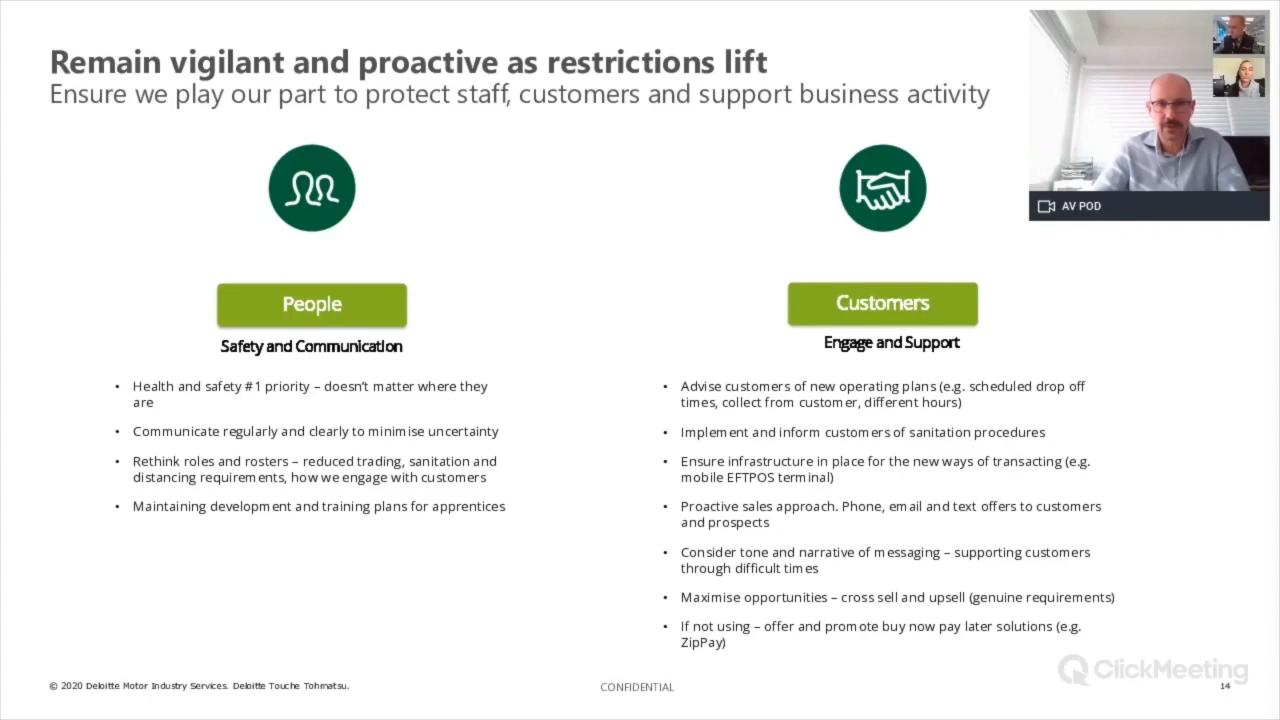 Remain vigilant and proactive as restrictions lift
Ensure we play our part to protect staff, customers and support business activity
AV POD
People
Safety and Communication
• Health and safety #1 priority – doesn't matter where they
are
• Communicate regularly and clearly to minimise uncertainty
• Rethink roles and rosters – reduced trading, sanitation and
distancing requirements, how we engage with customers
• Maintaining development and training plans for apprentices
Customers
Engage and Support
• Advise customers of new operating plans (e.g. scheduled drop off
times, collect from customer, different hours)
• Implement and inform customers of sanitation procedures
• Ensure infrastructure in place for the new ways of transacting (e.g.
mobile EFTPOS terminal)
• Proactive sales approach. Phone, email and text offers to customers
and prospects
• Consider tone and narrative of messaging – supporting customers
through difficult times
• Maximise opportunities – cross sell and upsell (genuine requirements)
• If not using – offer and promote buy now pay later solutions (e.g.
ZipPay)
ClickMeeting
© 2020 Deloitte Motor Industry Services. Deloitte Touche Tohmatsu.
CONFIDENTIAL
14